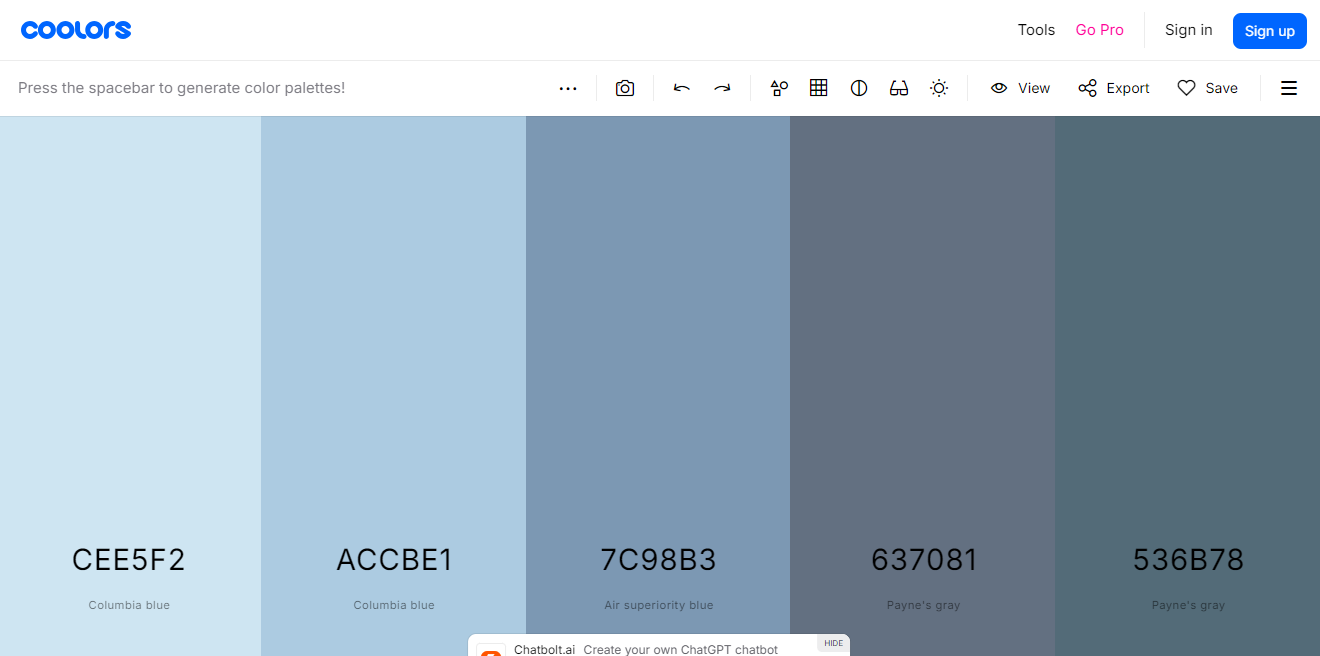 coolors
Tools Go Pro Sign in Sign up
Press the spacebar to generate color palettes!
View Export Save
CEE5F2 ACCBE1 7C98B3 637081 536B78
Columbia blue Columbia blue Air superiority blue Payne's gray Payne's gray
Chatbolt.ai Create your own ChatGPT chatbot HIDE